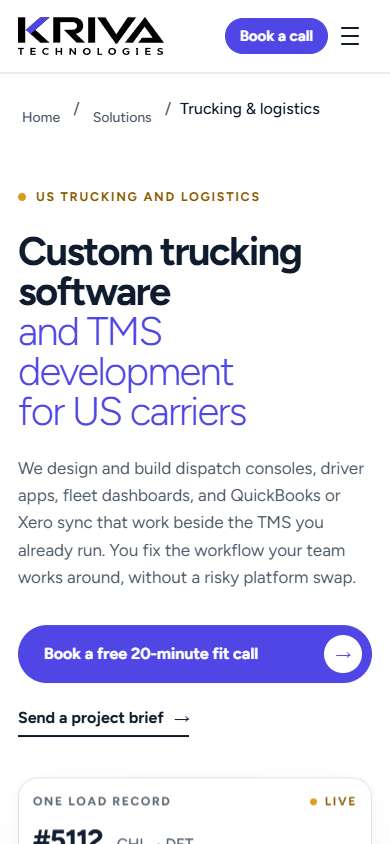 KRIVA
TECHNOLOGIES
Book a call
Home / Solutions / Trucking & logistics
US TRUCKING AND LOGISTICS
Custom trucking
software
and TMS
development
for US carriers
We design and build dispatch consoles, driver
apps, fleet dashboards, and QuickBooks or
Xero sync that work beside the TMS you
already run. You fix the workflow your team
works around, without a risky platform swap.
Book a free 20-minute fit call →
Send a project brief →
ONE LOAD RECORD
LIVE
#5112